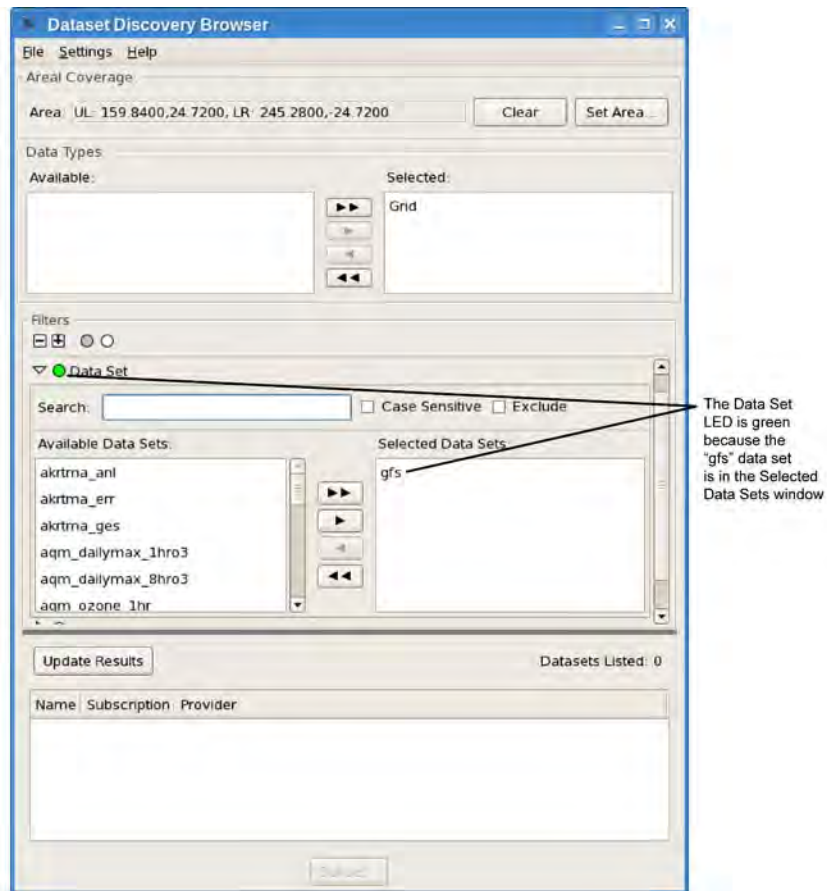 Dataset Discovery Browser
File Settings Help
Areal Coverage
Area: UL: 159.8400,24.7200, LR: 245.2800,-24.7200
Clear
Set Area...
Data Types
Available:
Selected:
Grid
Filters
Data Set
Search:
Case Sensitive
Exclude
Available Data Sets:
Selected Data Sets:
akrtma_anl
akrtma_err
akrtma_ges
aqm_dailymax_1hro3
aqm_dailymax_8hro3
aqm_ozone_1hr
gfs
The Data Set
LED is green
because the
"gfs" data set
is in the Selected
Data Sets window
Update Results
Datasets Listed: 0
Name Subscription Provider